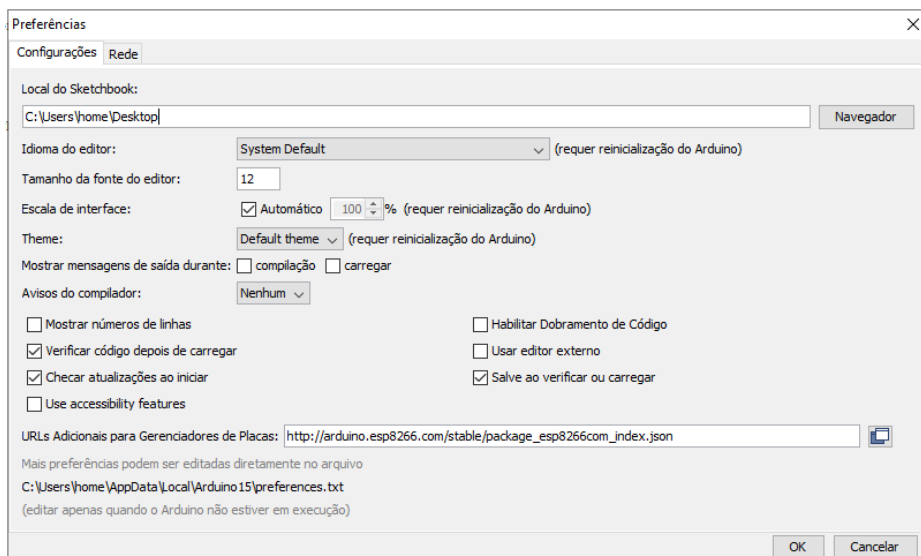 Preferências
Configurações Rede
Local do Sketchbook:
C:\Users\home\Desktop Navegador
Idioma do editor: System Default (requer reinicialização do Arduino)
Tamanho da fonte do editor: 12
Escala de interface: Automático 100 % (requer reinicialização do Arduino)
Theme: Default theme (requer reinicialização do Arduino)
Mostrar mensagens de saída durante: compilação carregar
Avisos do compilador: Nenhum
Mostrar números de linhas Habilitar Dobramento de Código
Verificar código depois de carregar Usar editor externo
Checar atualizações ao iniciar Salve ao verificar ou carregar
Use accessibility features
URLs Adicionais para Gerenciadores de Placas: http://arduino.esp8266.com/stable/package_esp8266com_index.json
Mais preferências podem ser editadas diretamente no arquivo
C:\Users\home\AppData\Local\Arduino15\preferences.txt
(editar apenas quando o Arduino não estiver em execução)
OK Cancelar